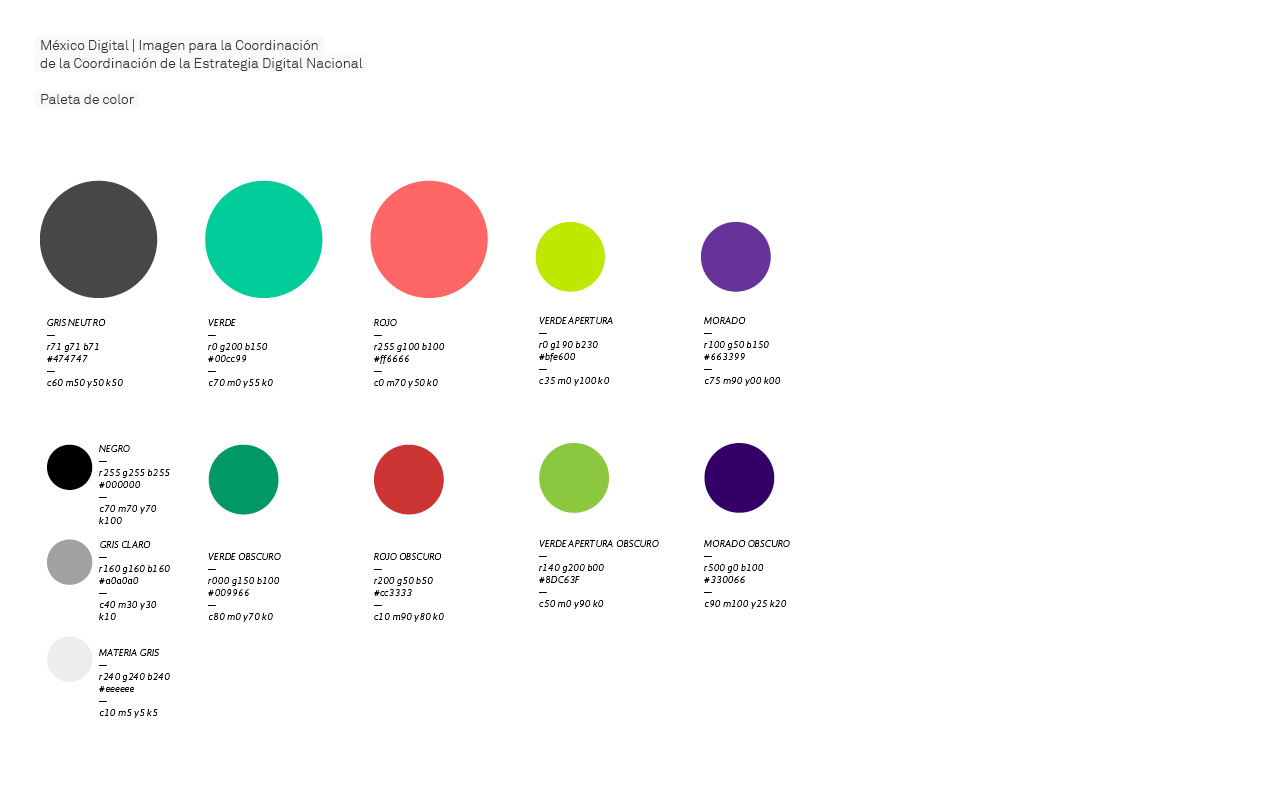 México Digital | Imagen para la Coordinación
de la Coordinación de la Estrategia Digital Nacional
Paleta de color
GRIS NEUTRO
—
r71 g71 b71
#474747
—
c60 m50 y50 k50
VERDE
—
r0 g200 b150
#00cc99
—
c70 m0 y55 k0
ROJO
—
r255 g100 b100
#ff6666
—
c0 m70 y50 k0
VERDE APERTURA
—
r0 g190 b230
#bfe600
—
c35 m0 y100 k0
MORADO
—
r100 g50 b150
#663399
—
c75 m90 y00 k00
NEGRO
—
r255 g255 b255
#000000
—
c70 m70 y70
k100
GRIS CLARO
—
r160 g160 b160
#a0a0a0
—
c40 m30 y30
k10
MATERIA GRIS
—
r240 g240 b240
#eeeeee
—
c10 m5 y5 k5
VERDE OBSCURO
—
r000 g150 b100
#009966
—
c80 m0 y70 k0
ROJO OBSCURO
—
r200 g50 b50
#cc3333
—
c10 m90 y80 k0
VERDE APERTURA OBSCURO
—
r140 g200 b00
#8DC63F
—
c50 m0 y90 k0
MORADO OBSCURO
—
r500 g0 b100
#330066
—
c90 m100 y25 k20